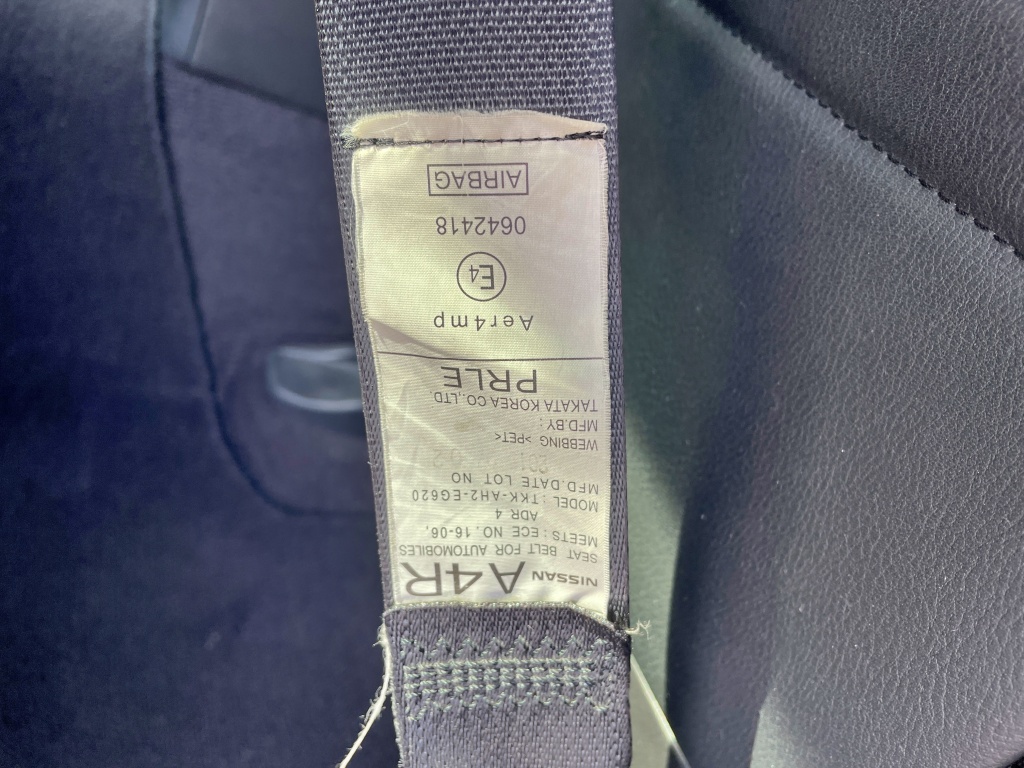 NISSAN A4R
SEAT BELT FOR AUTOMOBILES
MEETS : ECE NO. 16-06,
ADR 4
MODEL : TKK-AH2-EG620
MFD. DATE LOT NO
WEBBING >PET<
MFD.BY :
TAKATA KOREA CO.,LTD.
PRLE
Aer4mp
E4
0642418
AIRBAG